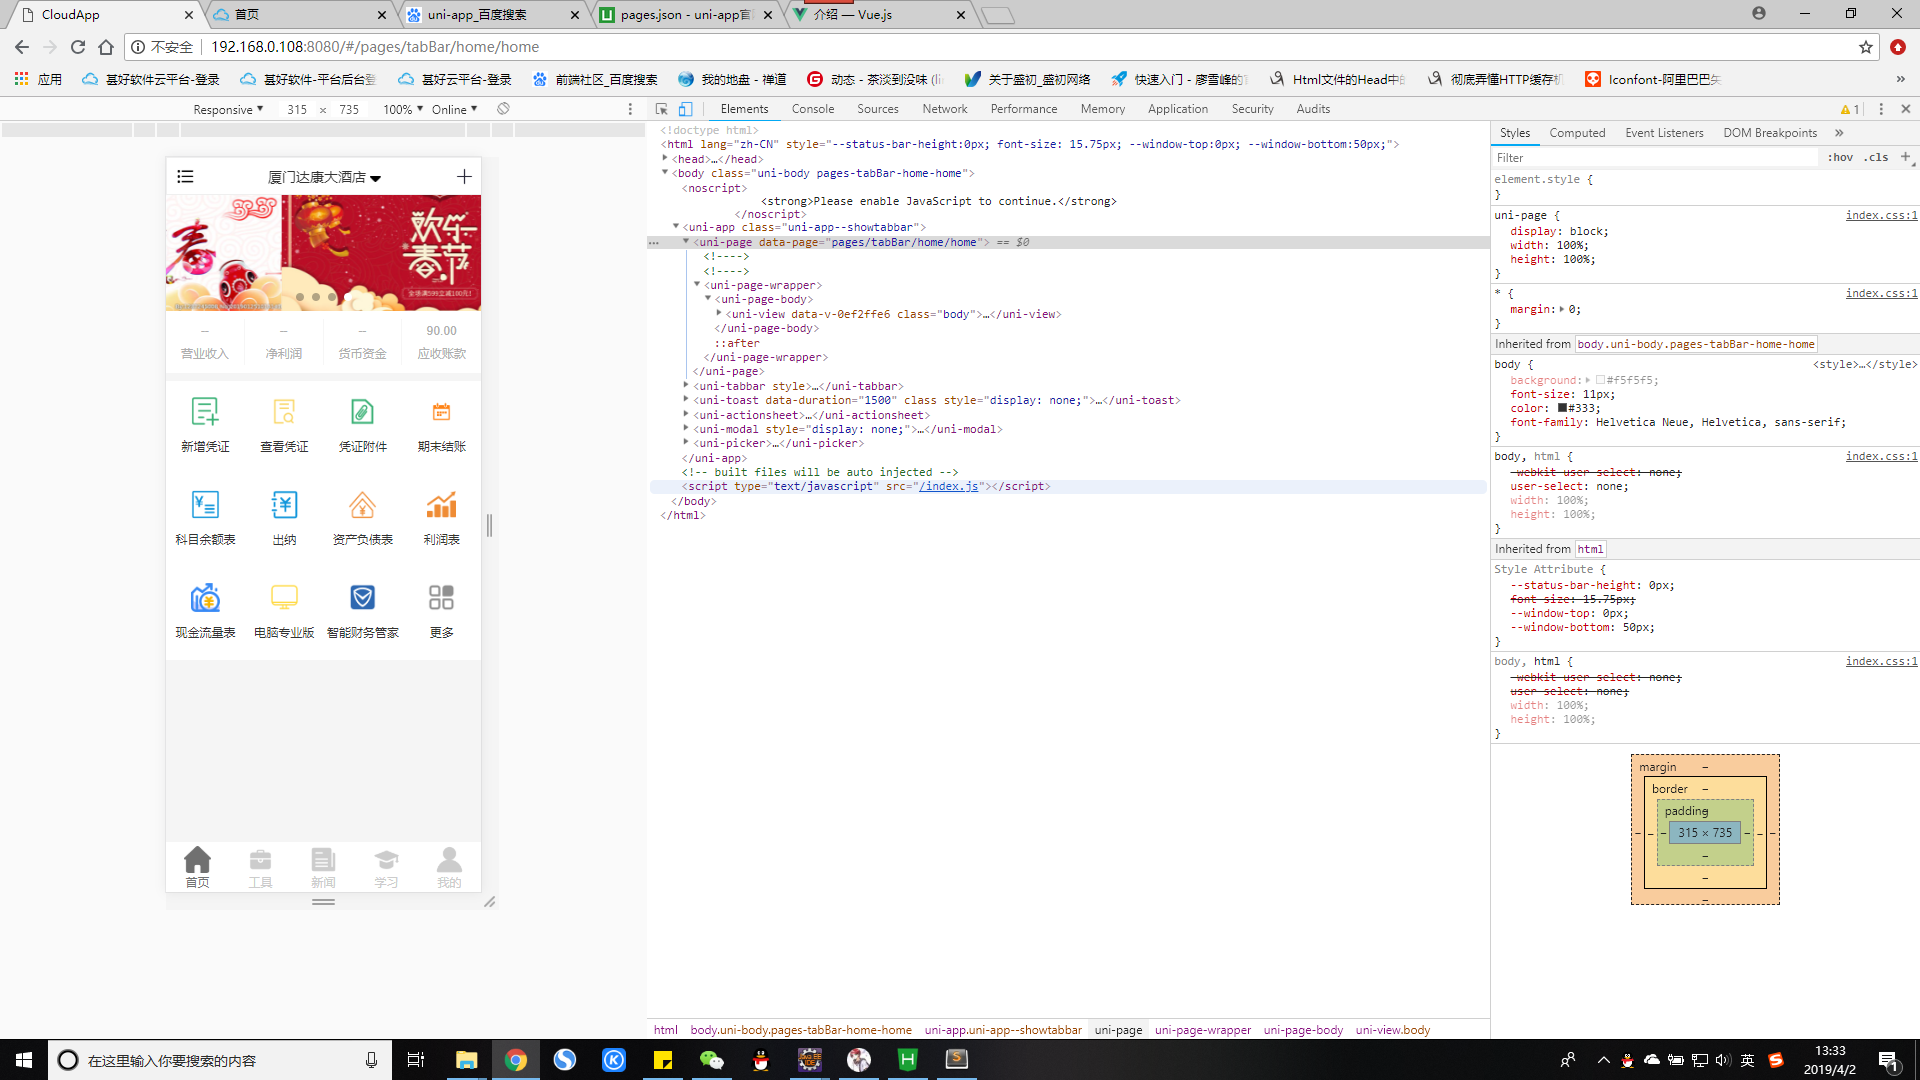 CloudApp
首页
uni-app_百度搜索
pages.json - uni-app官
介绍 — Vue.js
不安全 192.168.0.108:8080/#/pages/tabBar/home/home
应用
基好软件云平台-登录
基好软件-平台后台登
基好云平台-登录
前端社区_百度搜索
我的地盘 - 禅道
动态 - 茶淡到没味 (li
关于盛初_盛初网络
快速入门 - 廖雪峰的官
Html文件的Head中的
彻底弄懂HTTP缓存机
Iconfont-阿里巴巴矢
»
Responsive ▼ 315 × 735 100% ▼ Online ▼
Elements Console Sources Network Performance Memory Application Security Audits
1
厦门达康大酒店
春
欢乐
春节
-- -- -- 90.00
营业收入 净利润 货币资金 应收账款
新增凭证 查看凭证 凭证附件 期末结账
科目余额表 出纳 资产负债表 利润表
现金流量表 电脑专业版 智能财务管家 更多
首页 工具 新闻 学习 我的
<!doctype html>
<html lang="zh-CN" style="--status-bar-height:0px; font-size: 15.75px; --window-top:0px; --window-bottom:50px;">
<head>…</head>
<body class="uni-body pages-tabBar-home-home">
<noscript>
<strong>Please enable JavaScript to continue.</strong>
</noscript>
<uni-app class="uni-app--showtabbar">
<uni-page data-page="pages/tabBar/home/home"> == $0
<!---->
<!---->
<uni-page-wrapper>
<uni-page-body>
<uni-view data-v-0ef2ffe6 class="body">…</uni-view>
</uni-page-body>
::after
</uni-page-wrapper>
</uni-page>
<uni-tabbar style>…</uni-tabbar>
<uni-toast data-duration="1500" class style="display: none;">…</uni-toast>
<uni-actionsheet>…</uni-actionsheet>
<uni-modal style="display: none;">…</uni-modal>
<uni-picker>…</uni-picker>
</uni-app>
<!-- built files will be auto injected -->
<script type="text/javascript" src="/index.js"></script>
</body>
</html>
html body.uni-body.pages-tabBar-home-home uni-app.uni-app--showtabbar uni-page uni-page-wrapper uni-page-body uni-view.body
Styles Computed Event Listeners DOM Breakpoints »
Filter :hov .cls +
element.style {
}
uni-page { index.css:1
display: block;
width: 100%;
height: 100%;
}
* { index.css:1
margin: 0;
}
Inherited from body.uni-body.pages-tabBar-home-home
body { <style>…</style>
background: #f5f5f5;
font-size: 11px;
color: #333;
font-family: Helvetica Neue, Helvetica, sans-serif;
}
body, html { index.css:1
-webkit-user-select: none;
user-select: none;
width: 100%;
height: 100%;
}
Inherited from html
Style Attribute {
--status-bar-height: 0px;
font-size: 15.75px;
--window-top: 0px;
--window-bottom: 50px;
}
body, html { index.css:1
-webkit-user-select: none;
user-select: none;
width: 100%;
height: 100%;
}
margin –
border –
padding –
– – – 315 × 735 – – –
–
–
–
在这里输入你要搜索的内容
英
13:33
2019/4/2
1